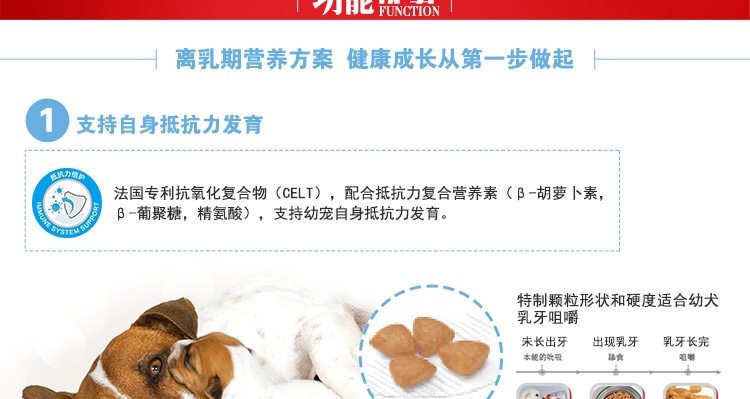 功能优势
FUNCTION
离乳期营养方案 健康成长从第一步做起
1 支持自身抵抗力发育
抵抗力倍护
IMMUNE SYSTEM SUPPORT
法国专利抗氧化复合物（CELT），配合抵抗力复合营养素（β-胡萝卜素，
β-葡聚糖，精氨酸），支持幼宠自身抵抗力发育。
特制颗粒形状和硬度适合幼犬
乳牙咀嚼
未长出牙 出现乳牙 乳牙长完
本能的吮吸 舔食 咀嚼